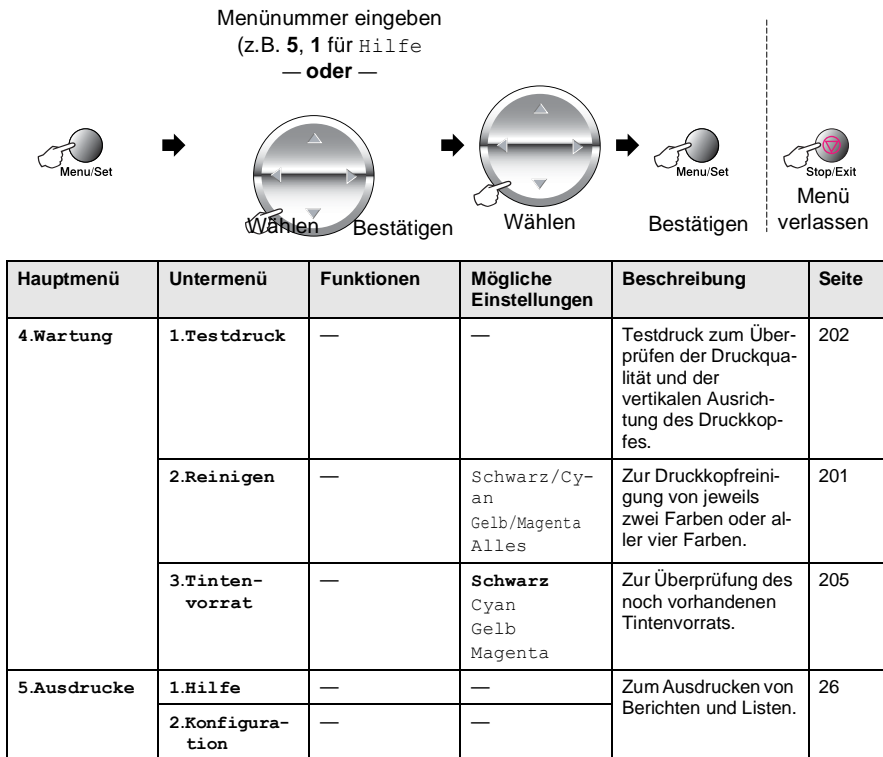 Menünummer eingeben
(z.B. 5, 1 für Hilfe
— oder —
Menu/Set
Wählen
Bestätigen
Wählen
Menu/Set
Bestätigen
Stop/Exit
Menü
verlassen
Hauptmenü Untermenü Funktionen Mögliche Einstellungen Beschreibung Seite
4.Wartung 1.Testdruck — — Testdruck zum Über-
prüfen der Druckqua-
lität und der
vertikalen Ausrich-
tung des Druckkop-
fes. 202
2.Reinigen — Schwarz/Cy-
an
Gelb/Magenta
Alles
Zur Druckkopfreini-
gung von jeweils
zwei Farben oder al-
ler vier Farben. 201
3.Tinten-
vorrat
— Schwarz
Cyan
Gelb
Magenta
Zur Überprüfung des
noch vorhandenen
Tintenvorrats. 205
5.Ausdrucke 1.Hilfe — — Zum Ausdrucken von
Berichten und Listen. 26
2.Konfigura-
tion
— —